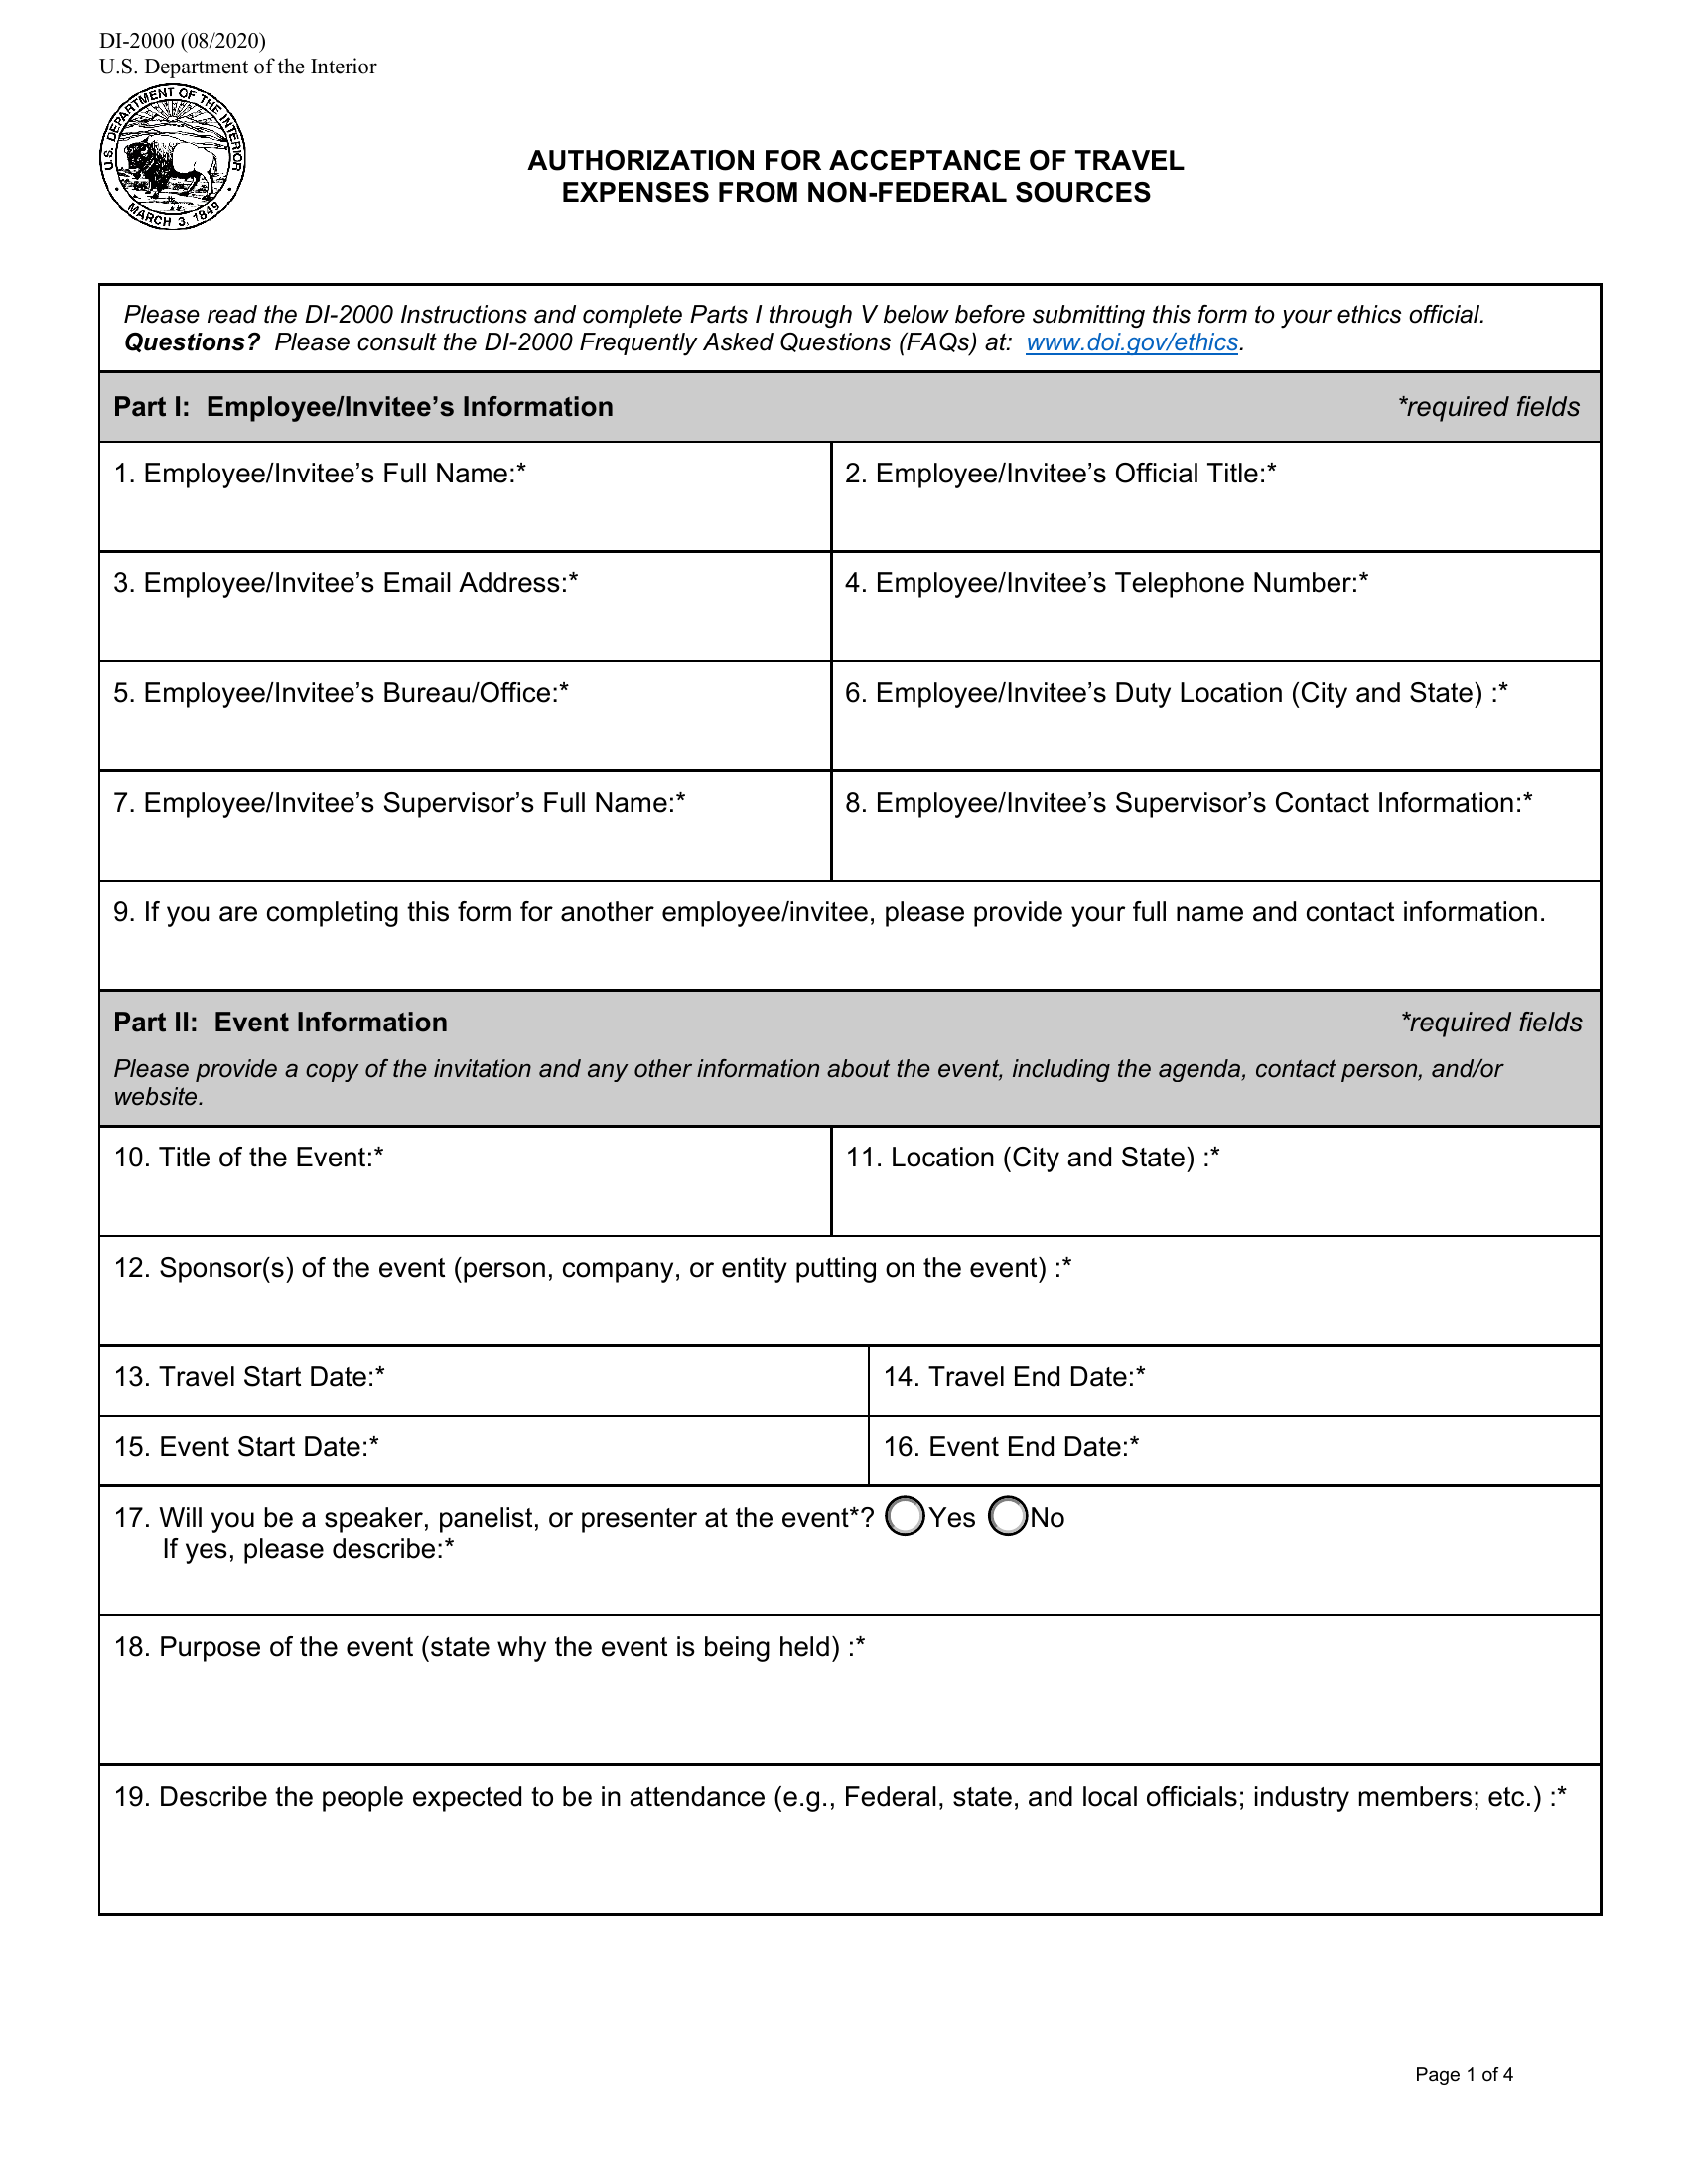 DI-2000 (08/2020)
U.S. Department of the Interior
U.S. DEPARTMENT OF THE INTERIOR
MARCH 3, 1849
AUTHORIZATION FOR ACCEPTANCE OF TRAVEL
EXPENSES FROM NON-FEDERAL SOURCES
Please read the DI-2000 Instructions and complete Parts I through V below before submitting this form to your ethics official.
Questions? Please consult the DI-2000 Frequently Asked Questions (FAQs) at: www.doi.gov/ethics.
Part I: Employee/Invitee’s Information *required fields
1. Employee/Invitee’s Full Name:* 2. Employee/Invitee’s Official Title:*
3. Employee/Invitee’s Email Address:* 4. Employee/Invitee’s Telephone Number:*
5. Employee/Invitee’s Bureau/Office:* 6. Employee/Invitee’s Duty Location (City and State) :*
7. Employee/Invitee’s Supervisor’s Full Name:* 8. Employee/Invitee’s Supervisor’s Contact Information:*
9. If you are completing this form for another employee/invitee, please provide your full name and contact information.
Part II: Event Information *required fields
Please provide a copy of the invitation and any other information about the event, including the agenda, contact person, and/or
website.
10. Title of the Event:* 11. Location (City and State) :*
12. Sponsor(s) of the event (person, company, or entity putting on the event) :*
13. Travel Start Date:* 14. Travel End Date:*
15. Event Start Date:* 16. Event End Date:*
17. Will you be a speaker, panelist, or presenter at the event*? Yes No
If yes, please describe:*
18. Purpose of the event (state why the event is being held) :*
19. Describe the people expected to be in attendance (e.g., Federal, state, and local officials; industry members; etc.) :*
Page 1 of 4